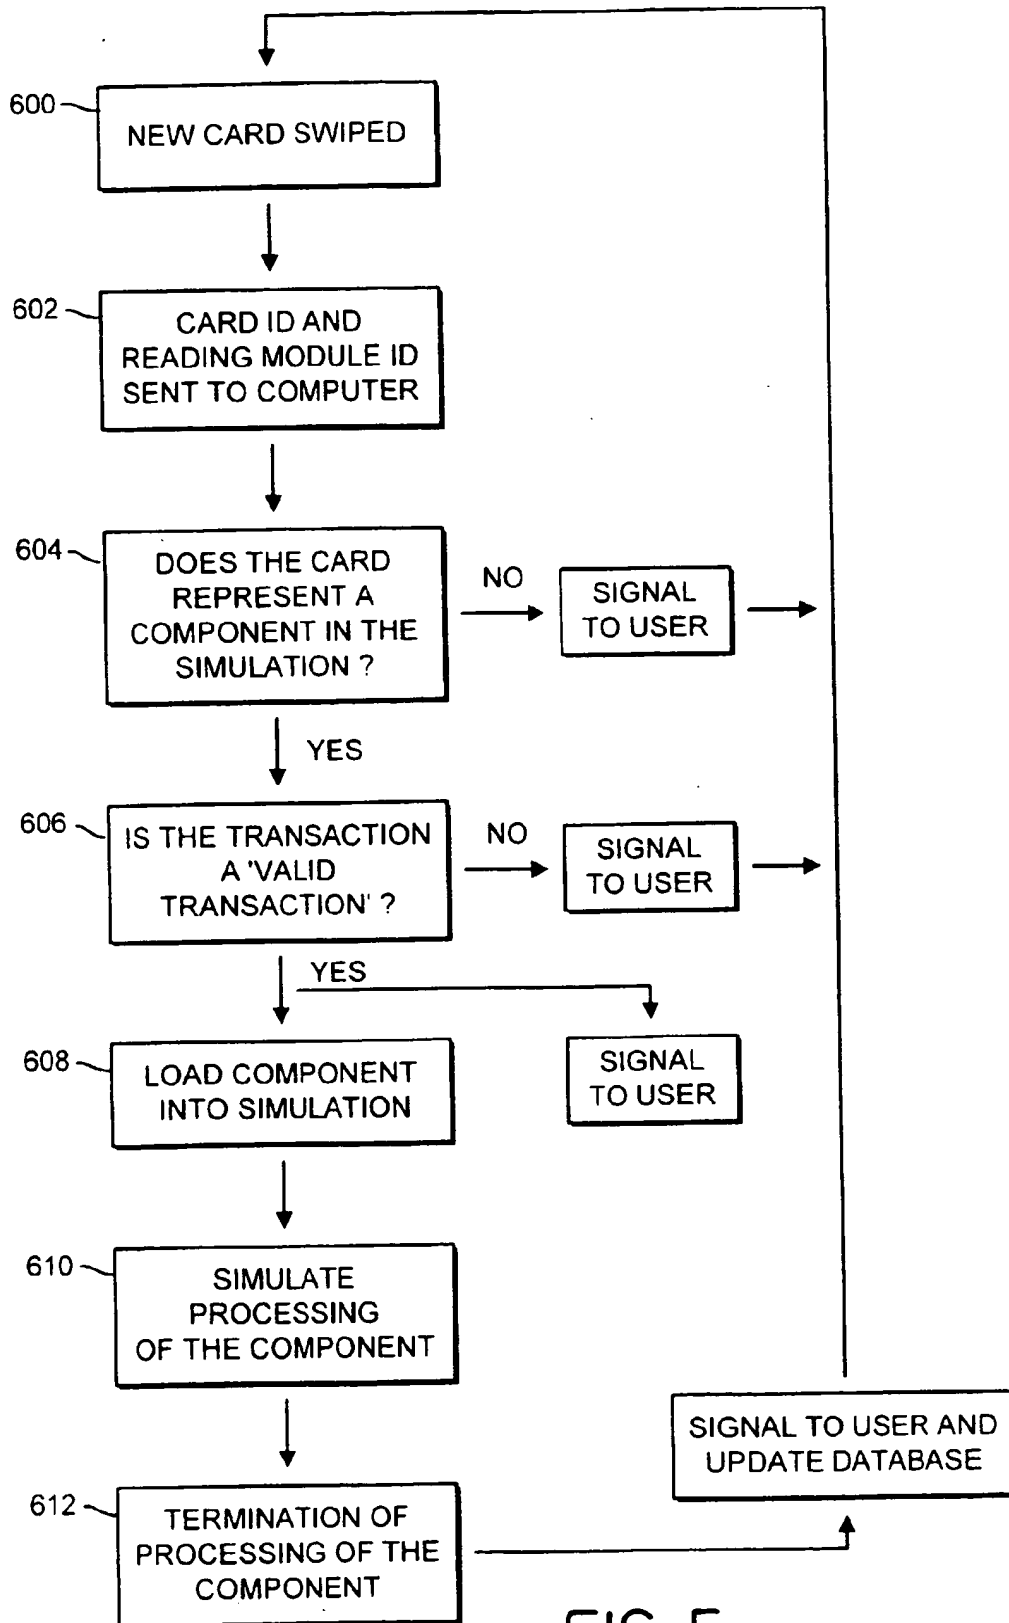 600
NEW CARD SWIPED
602
CARD ID AND
READING MODULE ID
SENT TO COMPUTER
604
DOES THE CARD
REPRESENT A
COMPONENT IN THE
SIMULATION ?
NO
SIGNAL
TO USER
YES
606
IS THE TRANSACTION
A 'VALID
TRANSACTION' ?
NO
SIGNAL
TO USER
YES
608
LOAD COMPONENT
INTO SIMULATION
SIGNAL
TO USER
610
SIMULATE
PROCESSING
OF THE COMPONENT
SIGNAL TO USER AND
UPDATE DATABASE
612
TERMINATION OF
PROCESSING OF THE
COMPONENT
FIG. 5